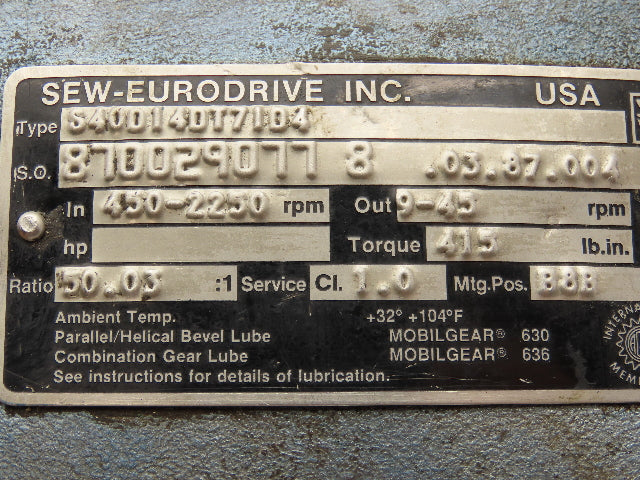 SEW-EURODRIVE INC. USA
Type S40D14DT71D4
S.O. 870029077 8 .03.87.004
In 450-2250 rpm Out 9-45 rpm
hp Torque 415 lb.in.
Ratio 50.03 :1 Service Cl. 1.0 Mtg.Pos. B8B
Ambient Temp. +32° +104°F
Parallel/Helical Bevel Lube MOBILGEAR® 630
Combination Gear Lube MOBILGEAR® 636
See instructions for details of lubrication.